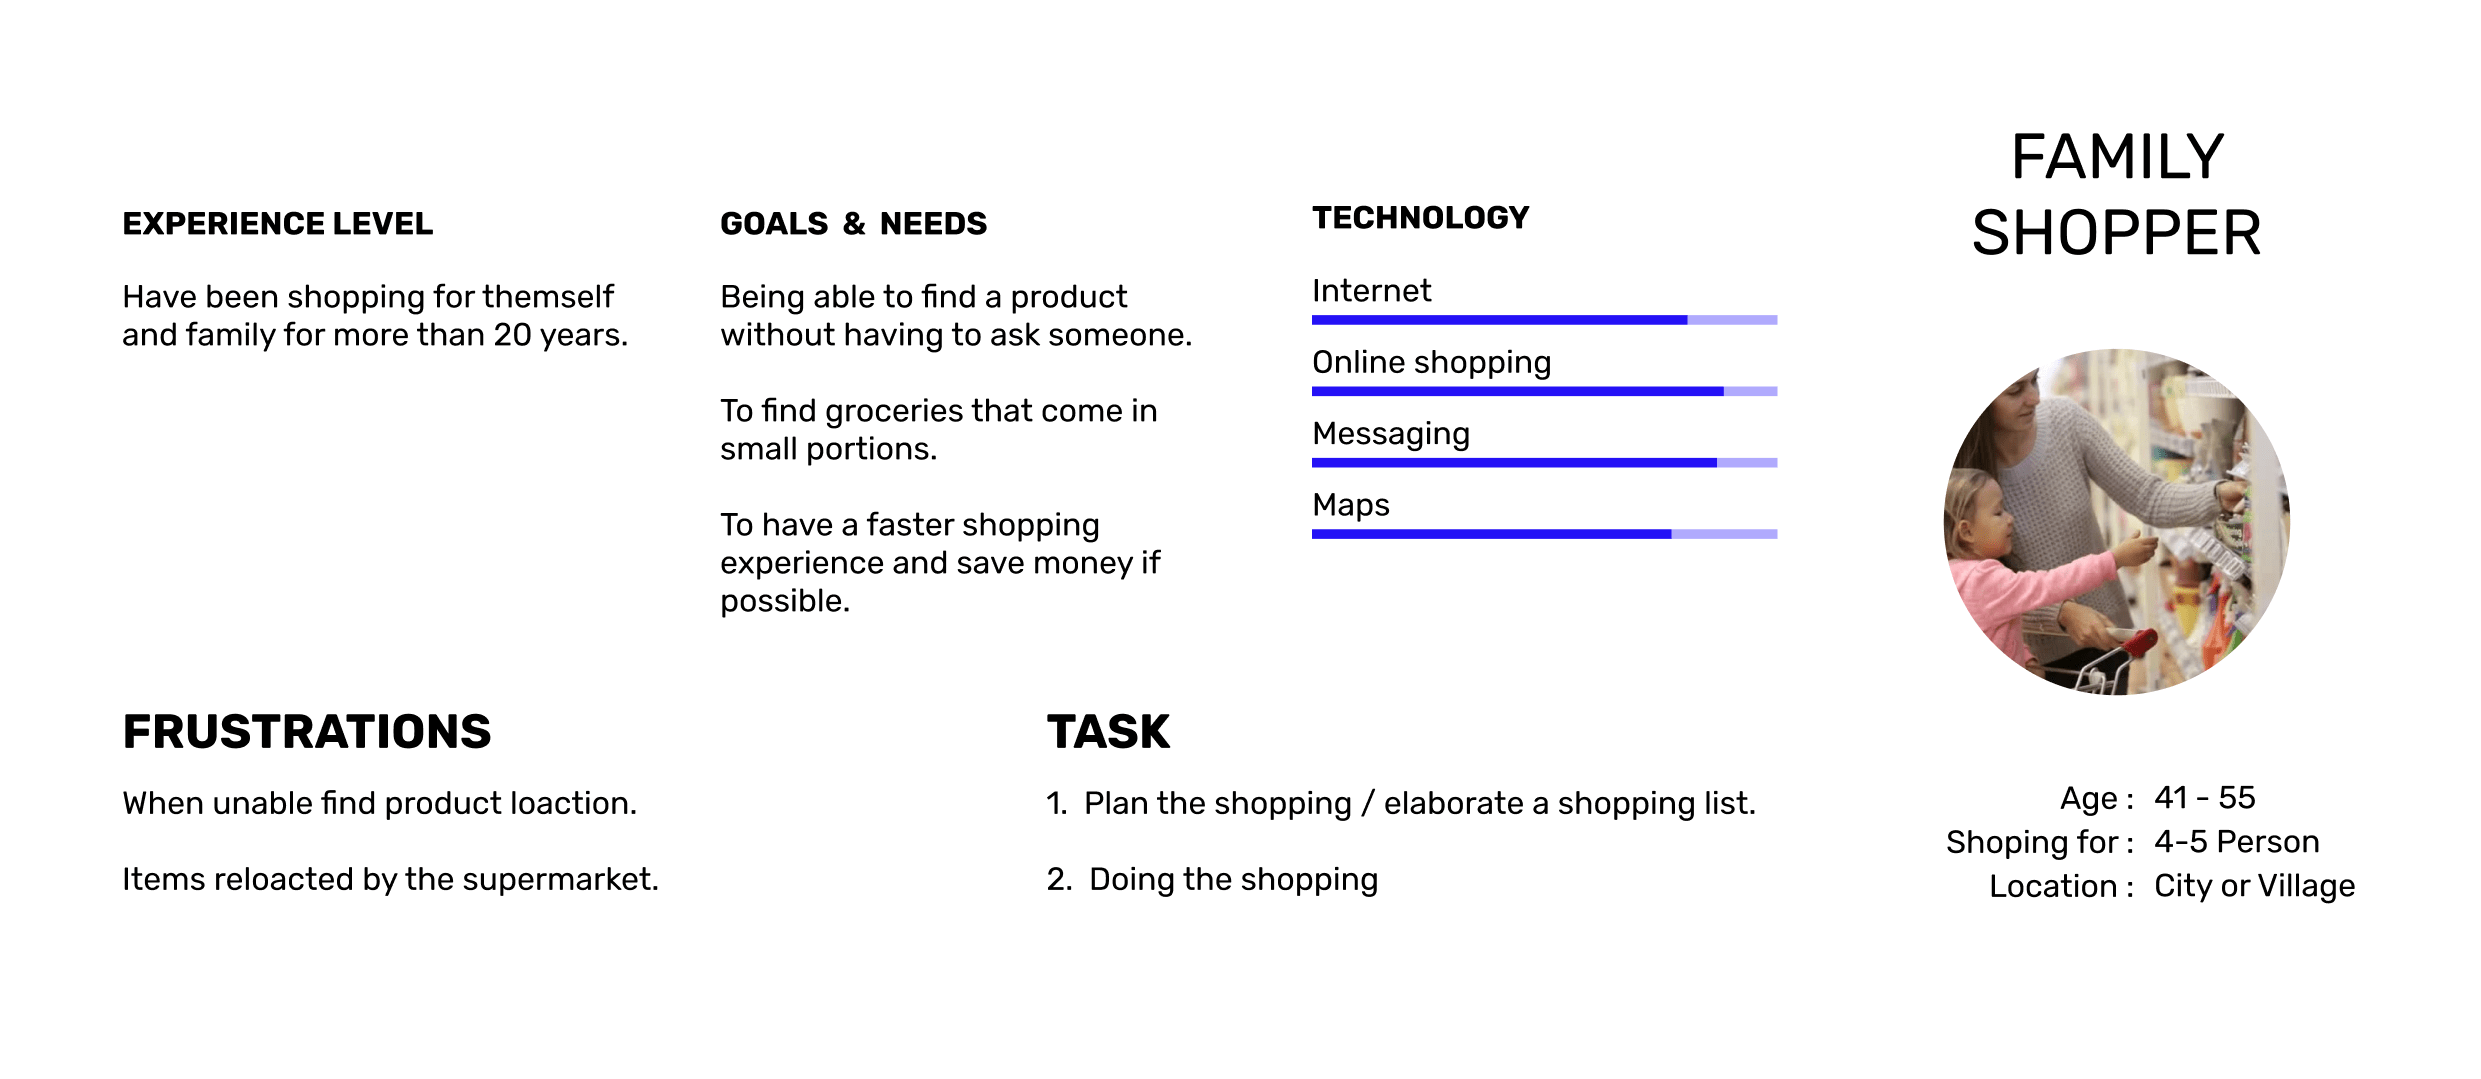 FAMILY
SHOPPER
EXPERIENCE LEVEL
Have been shopping for themself
and family for more than 20 years.
GOALS & NEEDS
Being able to find a product
without having to ask someone.
To find groceries that come in
small portions.
To have a faster shopping
experience and save money if
possible.
TECHNOLOGY
Internet
Online shopping
Messaging
Maps
FRUSTRATIONS
When unable find product loaction.
Items reloacted by the supermarket.
TASK
1. Plan the shopping / elaborate a shopping list.
2. Doing the shopping
Age : 41 - 55
Shoping for : 4-5 Person
Location : City or Village